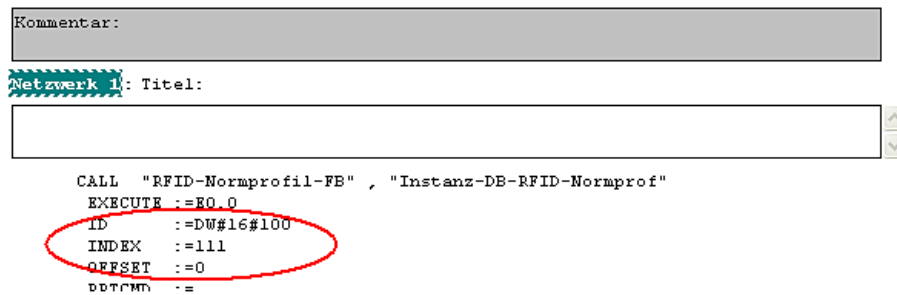 Kommentar:
Netzwerk 1: Titel:
CALL "RFID-Normprofil-FB" , "Instanz-DB-RFID-Normprof"
EXECUTE :=E0.0
ID :=DW#16#100
INDEX :=111
OFFSET :=0
RPTCMD :=